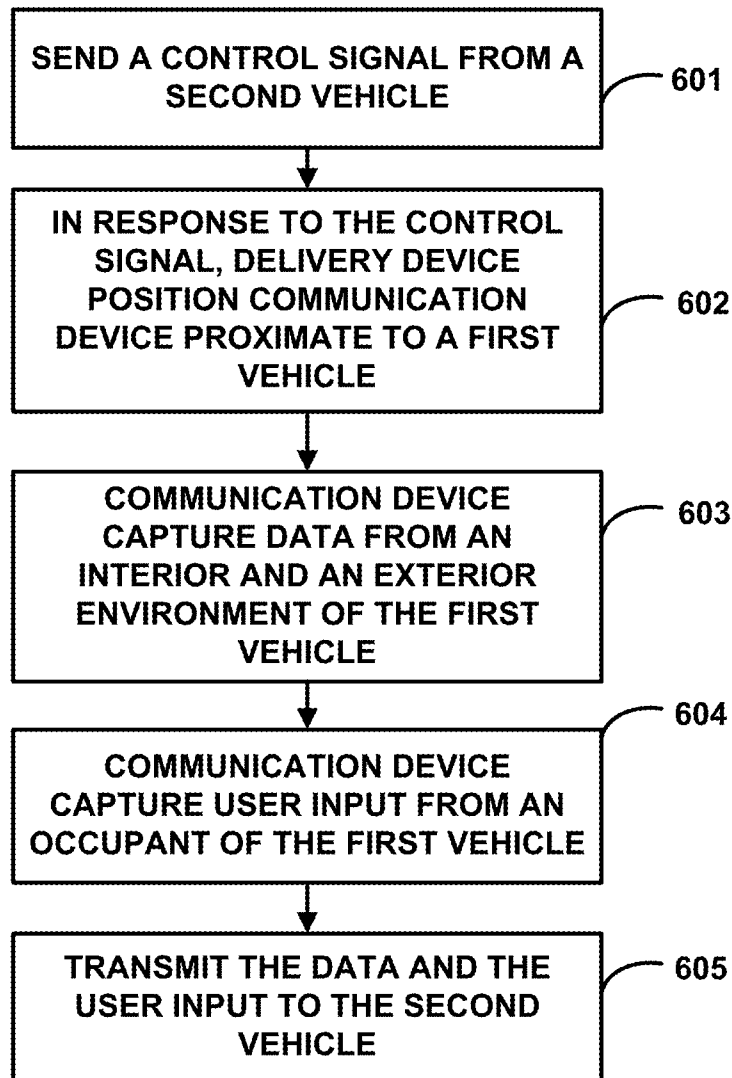 SEND A CONTROL SIGNAL FROM A
SECOND VEHICLE
601
IN RESPONSE TO THE CONTROL
SIGNAL, DELIVERY DEVICE
POSITION COMMUNICATION
DEVICE PROXIMATE TO A FIRST
VEHICLE
602
COMMUNICATION DEVICE
CAPTURE DATA FROM AN
INTERIOR AND AN EXTERIOR
ENVIRONMENT OF THE FIRST
VEHICLE
603
COMMUNICATION DEVICE
CAPTURE USER INPUT FROM AN
OCCUPANT OF THE FIRST VEHICLE
604
TRANSMIT THE DATA AND THE
USER INPUT TO THE SECOND
VEHICLE
605